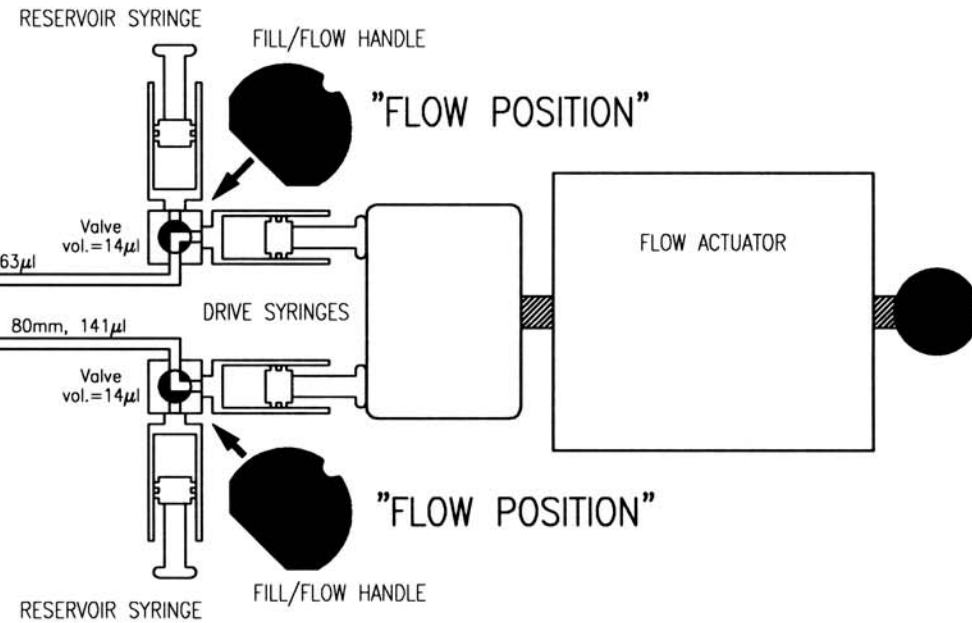 RESERVOIR SYRINGE
FILL/FLOW HANDLE
"FLOW POSITION"
Valve
vol.=14μl
63μl
FLOW ACTUATOR
DRIVE SYRINGES
80mm, 141μl
Valve
vol.=14μl
"FLOW POSITION"
FILL/FLOW HANDLE
RESERVOIR SYRINGE